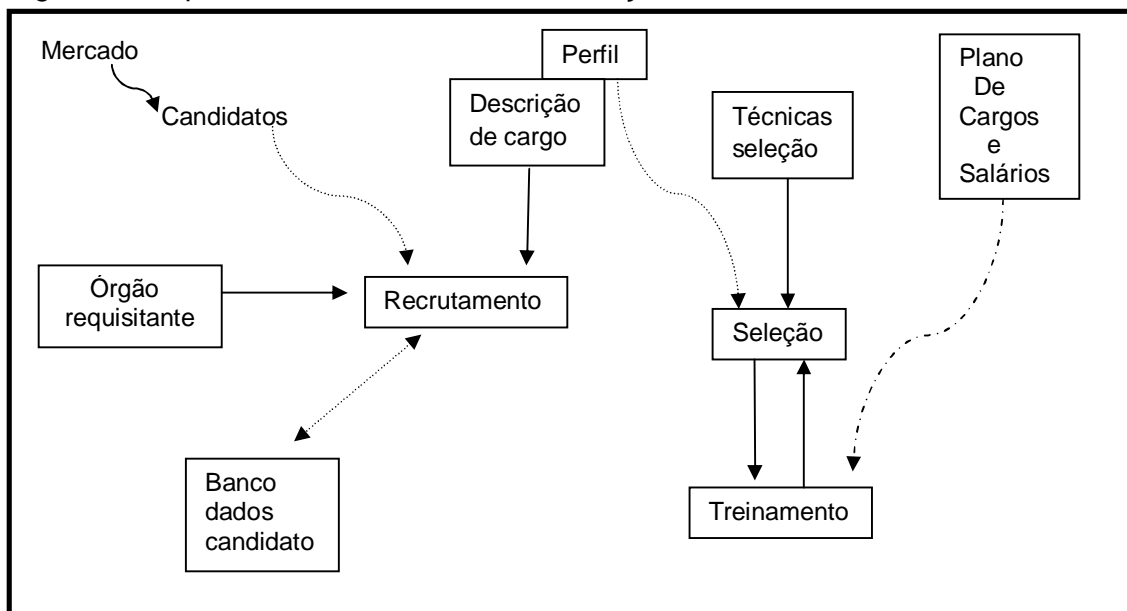 Mercado
Candidatos
Perfil
Descrição
de cargo
Técnicas
seleção
Plano
De
Cargos
e
Salários
Órgão
requisitante
Recrutamento
Seleção
Banco
dados
candidato
Treinamento